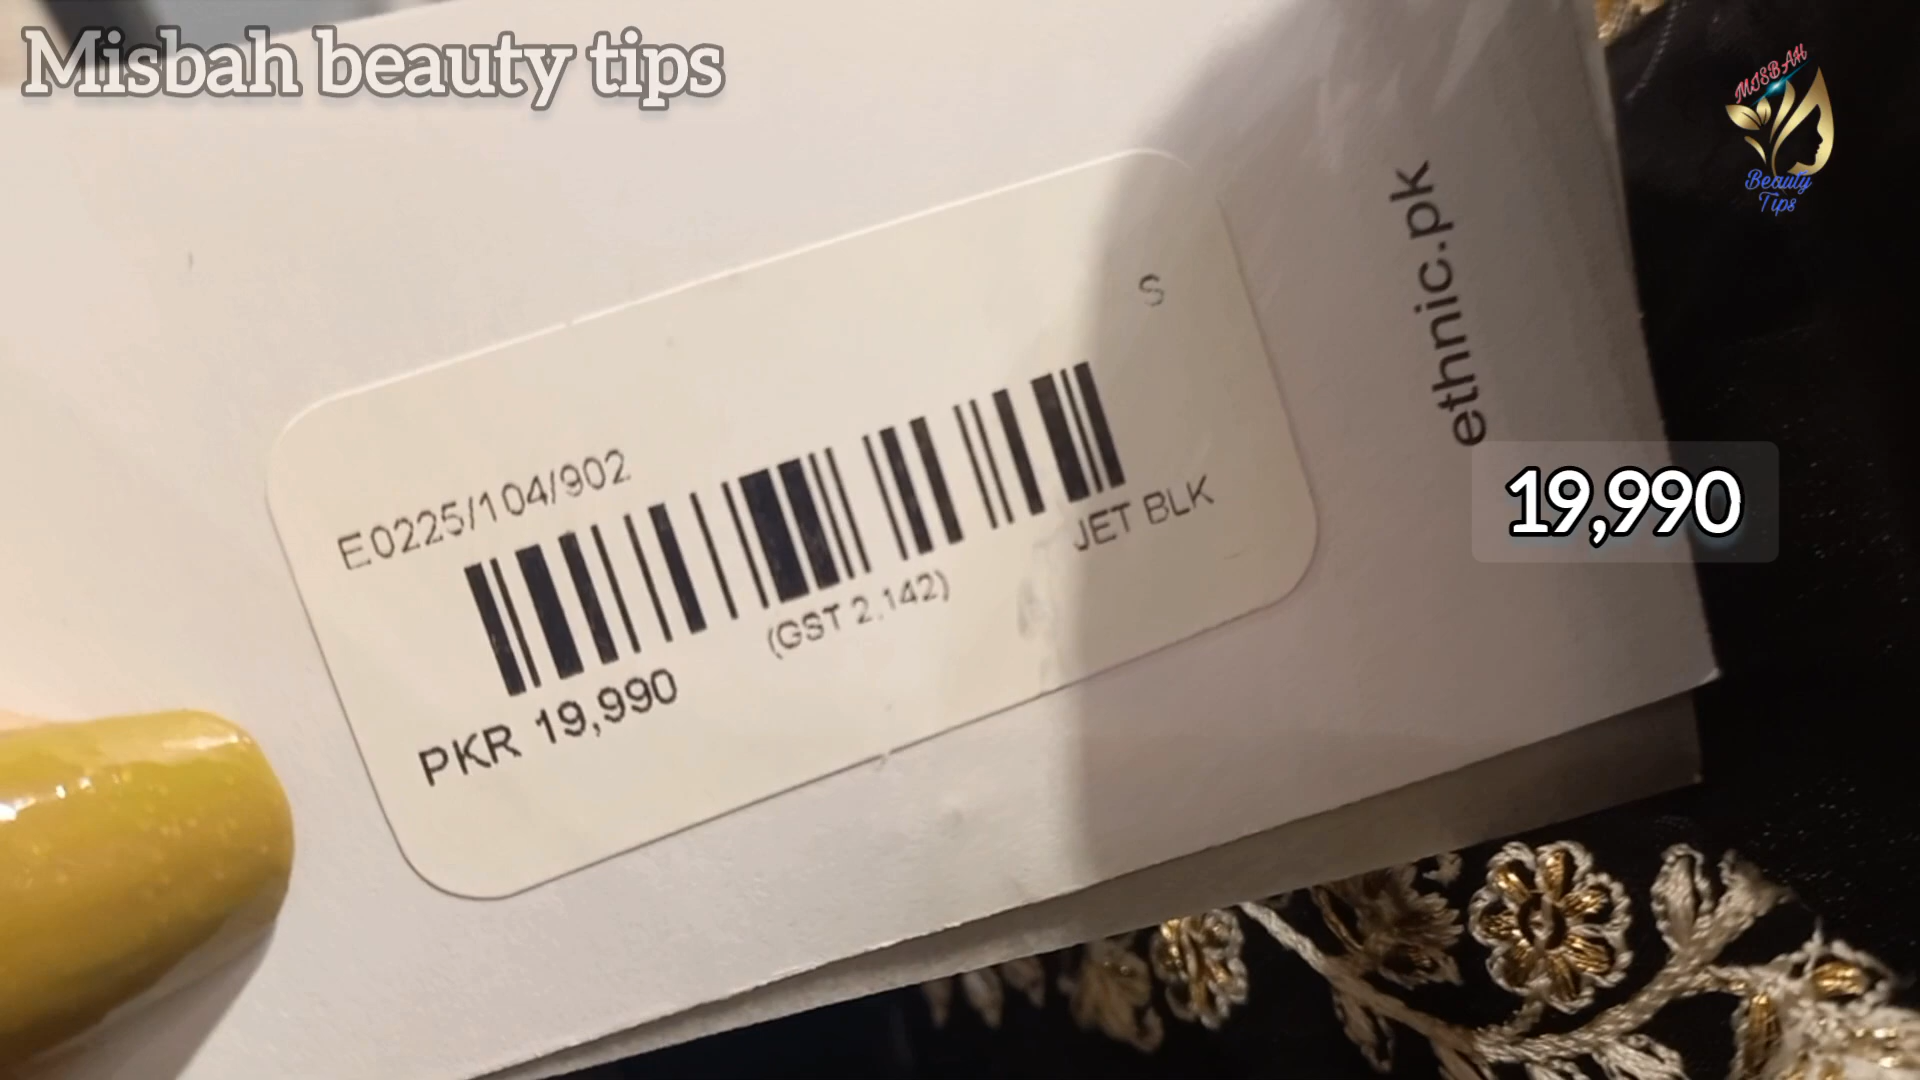 Misbah beauty tips
MISBAH
Beauty
Tips
ethnic.pk
S
E0225/104/902
JET BLK
(GST 2,142)
PKR 19,990
19,990